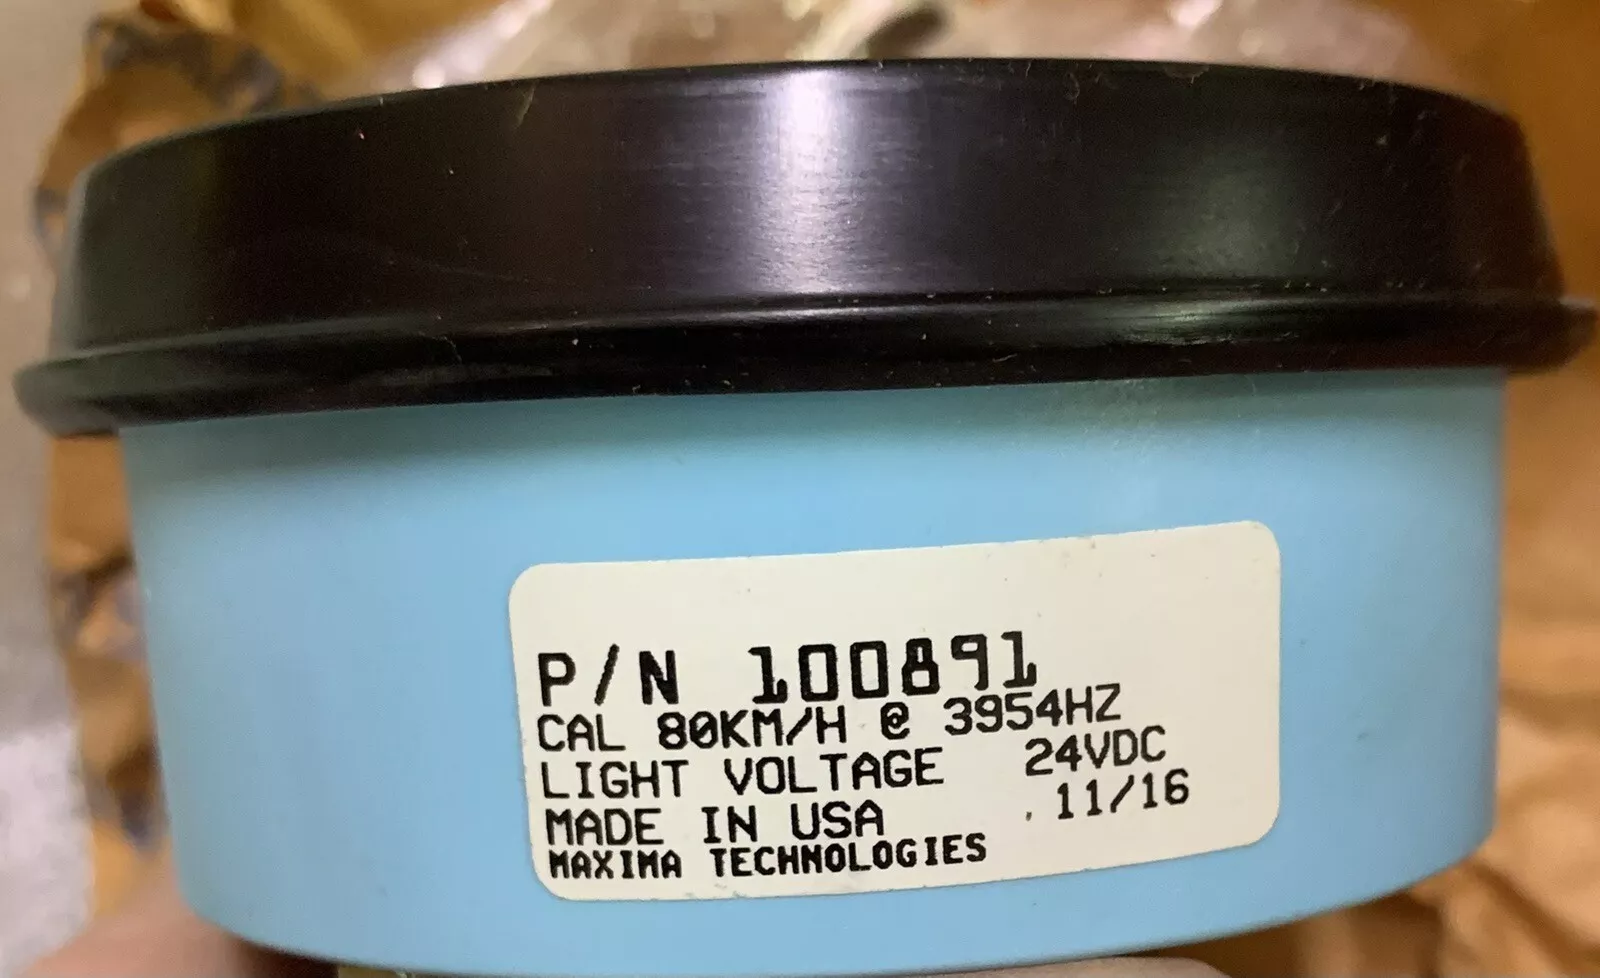 P/N 100891
CAL 80KM/H @ 3954HZ
LIGHT VOLTAGE 24VDC
MADE IN USA . 11/16
MAXIMA TECHNOLOGIES